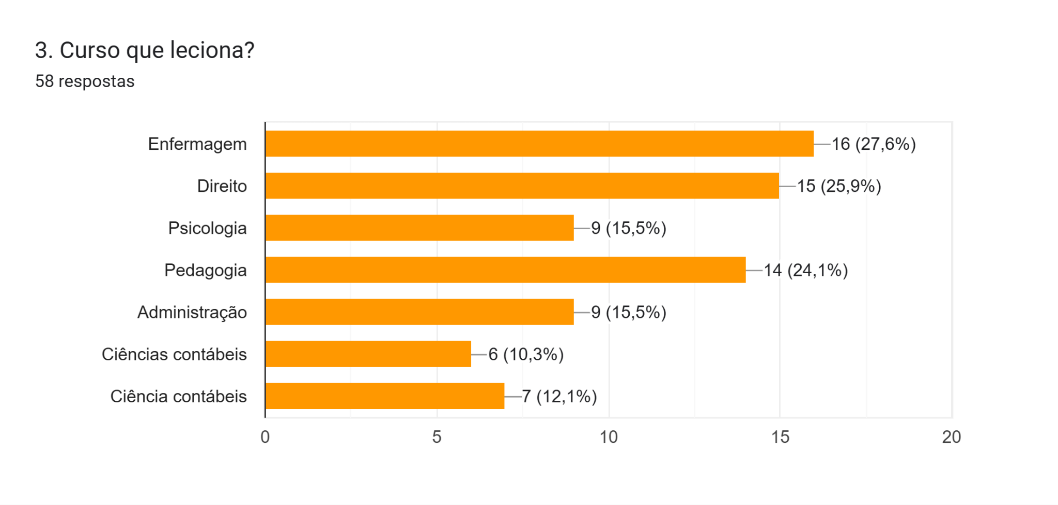 3. Curso que leciona?
58 respostas
Enfermagem 16 (27,6%)
Direito 15 (25,9%)
Psicologia 9 (15,5%)
Pedagogia 14 (24,1%)
Administração 9 (15,5%)
Ciências contábeis 6 (10,3%)
Ciência contábeis 7 (12,1%)
0 5 10 15 20